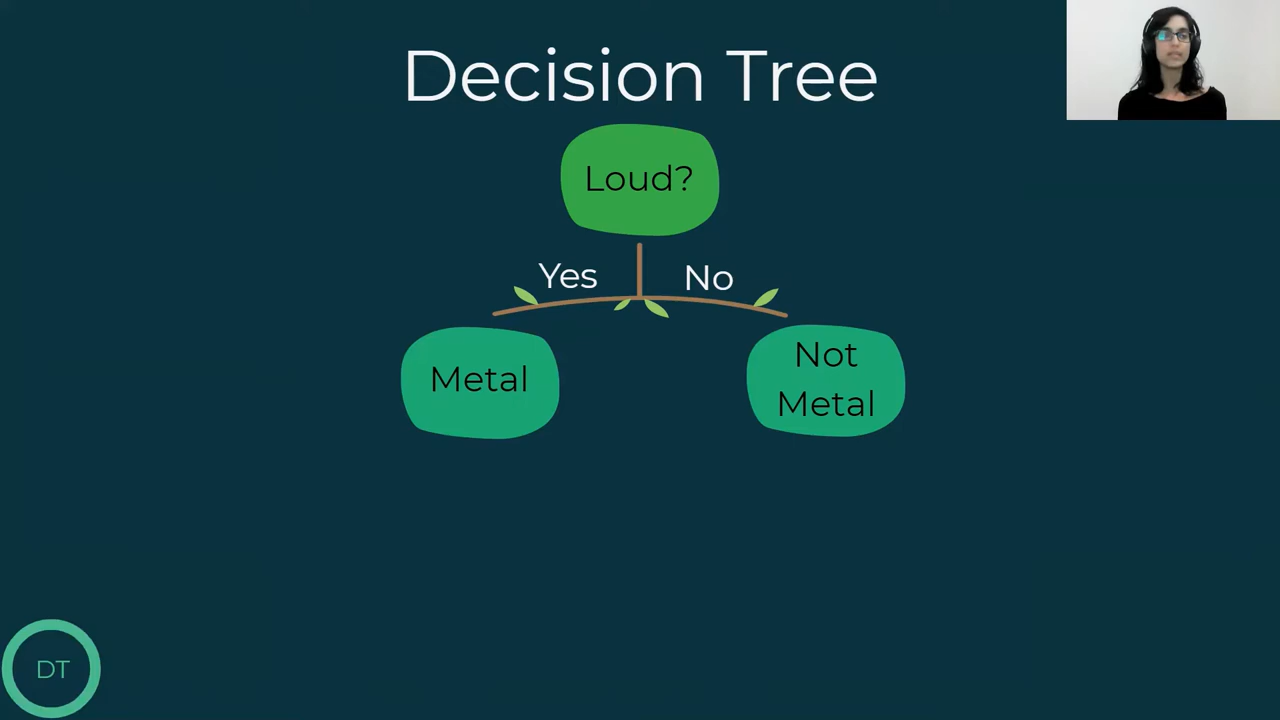 Decision Tree
Loud?
Yes
No
Metal
Not
Metal
DT